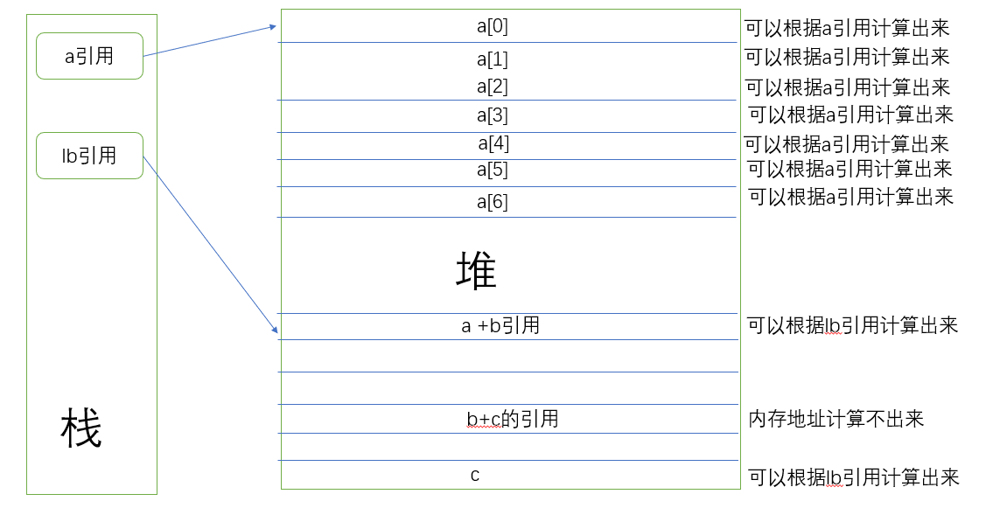 a引用
lb引用
栈
a[0]
可以根据a引用计算出来
a[1]
可以根据a引用计算出来
a[2]
可以根据a引用计算出来
a[3]
可以根据a引用计算出来
a[4]
可以根据a引用计算出来
a[5]
可以根据a引用计算出来
a[6]
可以根据a引用计算出来
堆
a +b引用
可以根据lb引用计算出来
b+c的引用
内存地址计算不出来
c
可以根据lb引用计算出来